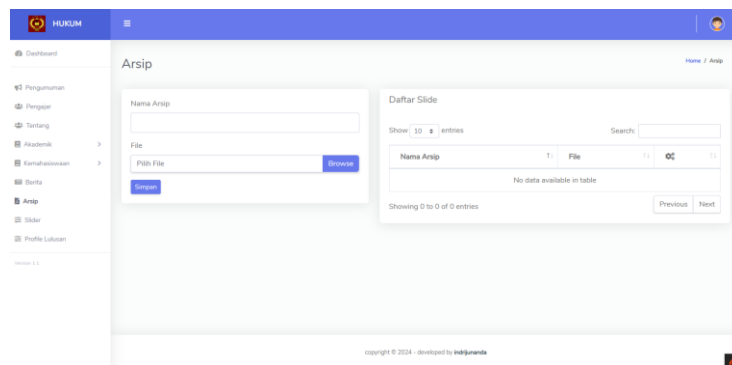 HUKUM
Dashboard
Pengumuman
Pengajar
Tentang
Akademik
Kemahasiswaan
Berita
Arsip
Slider
Profile Lulusan
Version 1.1
Arsip
Home / Arsip
Nama Arsip
File
Pilih File Browse
Simpan
Daftar Slide
Show 10 entries Search:
Nama Arsip File
No data available in table
Showing 0 to 0 of 0 entries Previous Next
copyright © 2024 - developed by indrijunanda